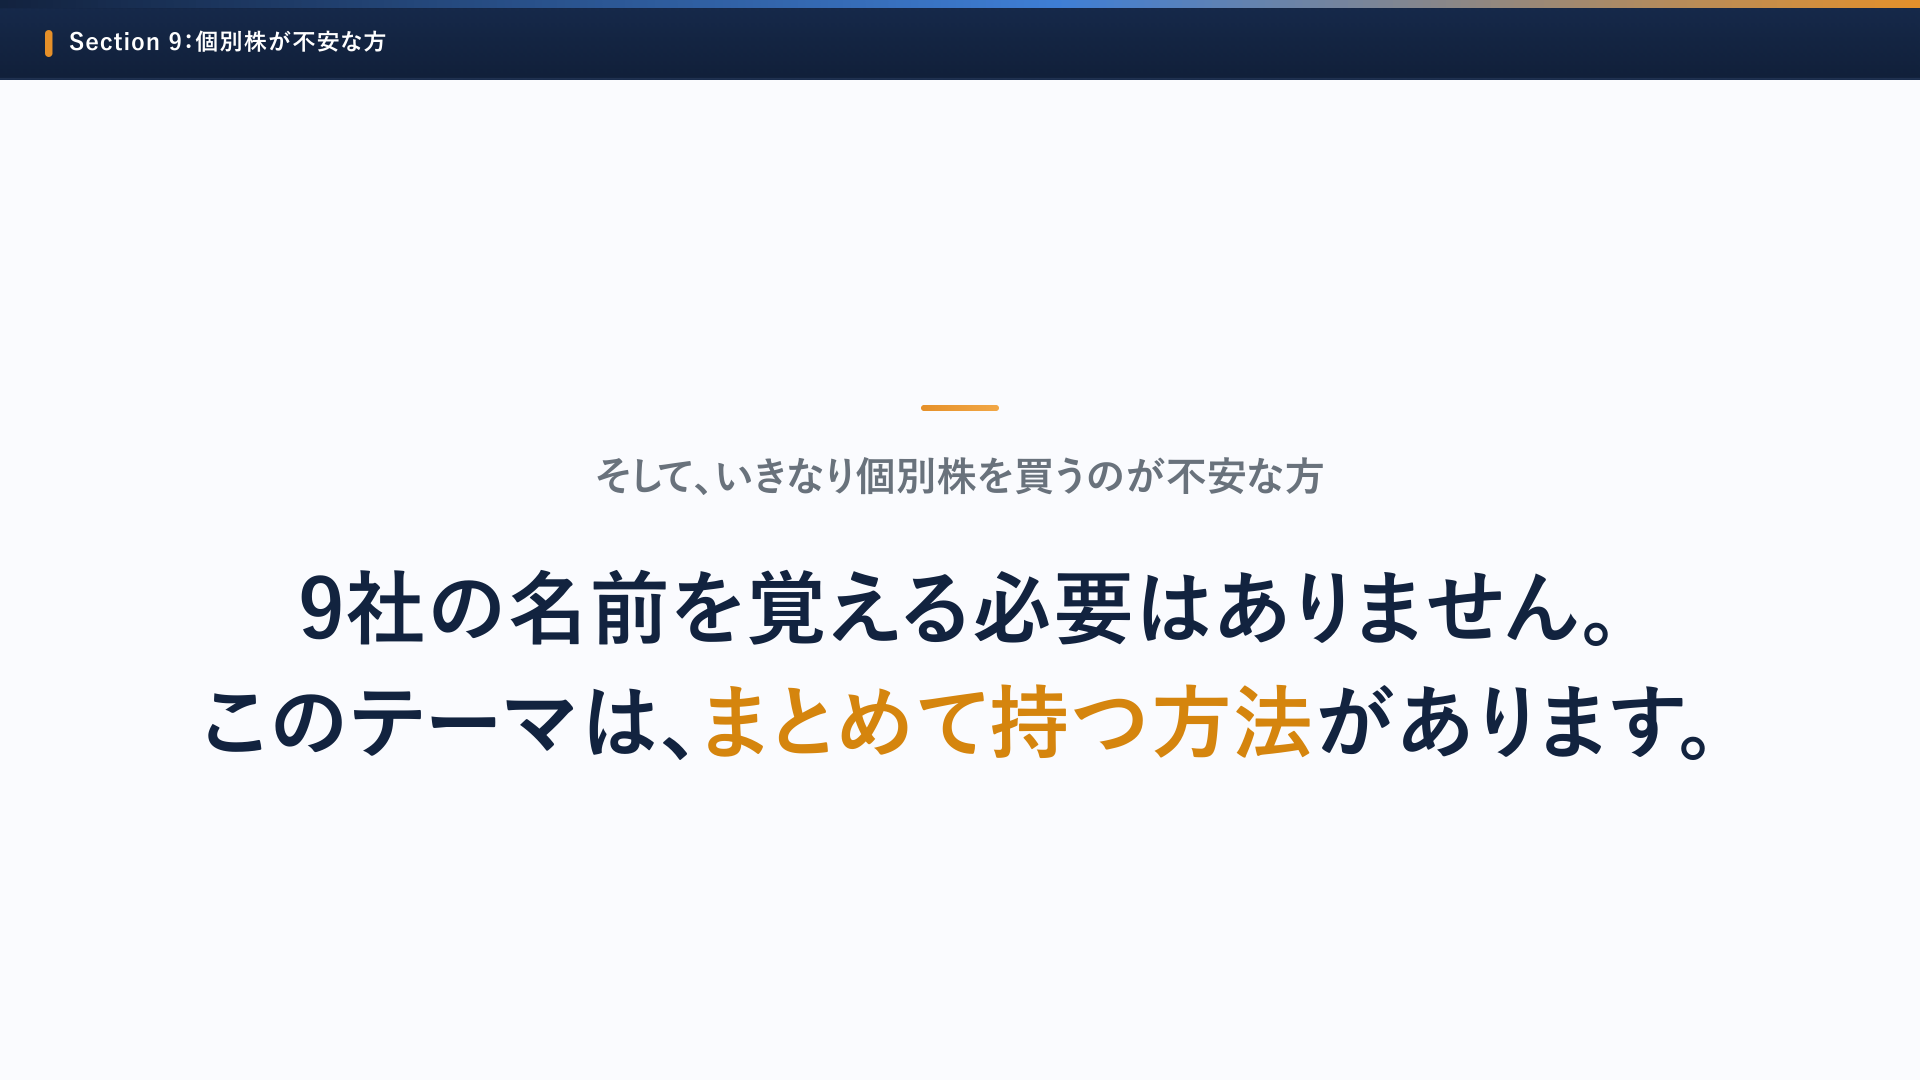 Section 9：個別株が不安な方
そして、いきなり個別株を買うのが不安な方
9社の名前を覚える必要はありません。
このテーマは、まとめて持つ方法があります。